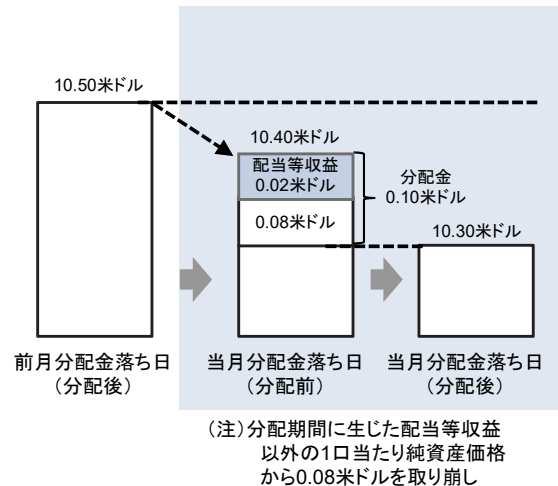 10.50米ドル
10.40米ドル
配当等収益
0.02米ドル
0.08米ドル
分配金
0.10米ドル
10.30米ドル
前月分配金落ち日
（分配後）
当月分配金落ち日
（分配前）
当月分配金落ち日
（分配後）
（注）分配期間に生じた配当等収益
以外の1口当たり純資産価格
から0.08米ドルを取り崩し